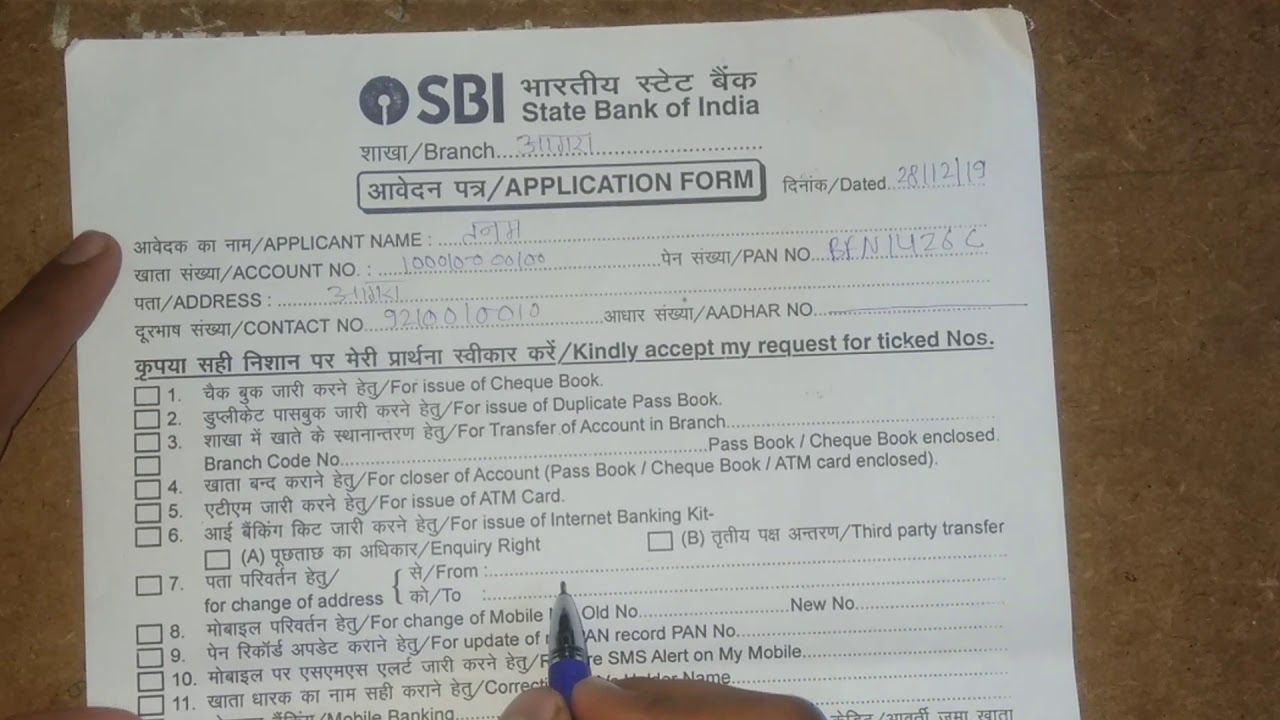 SBI भारतीय स्टेट बैंक
State Bank of India
शाखा/Branch आगरा
आवेदन पत्र/APPLICATION FORM दिनांक/Dated 28/12/19
आवेदक का नाम/APPLICANT NAME :
खाता संख्या/ACCOUNT NO. : पेन संख्या/PAN NO.
पता/ADDRESS : आगरा
दूरभाष संख्या/CONTACT NO. 9210010010 आधार संख्या/AADHAR NO.
कृपया सही निशान पर मेरी प्रार्थना स्वीकार करें/Kindly accept my request for ticked Nos.
1. चैक बुक जारी करने हेतु/For issue of Cheque Book.
2. डुप्लीकेट पासबुक जारी करने हेतु/For issue of Duplicate Pass Book.
3. शाखा में खाते के स्थानान्तरण हेतु/For Transfer of Account in Branch
Branch Code No. Pass Book / Cheque Book enclosed.
4. खाता बन्द कराने हेतु/For closer of Account (Pass Book / Cheque Book / ATM card enclosed).
5. एटीएम जारी करने हेतु/For issue of ATM Card.
6. आई बैंकिंग किट जारी करने हेतु/For issue of Internet Banking Kit-
(A) पूछताछ का अधिकार/Enquiry Right (B) तृतीय पक्ष अन्तरण/Third party transfer
7. पता परिवर्तन हेतु/ से/From :
for change of address को/To :
8. मोबाइल परिवर्तन हेतु/For change of Mobile Old No. New No.
9. पेन रिकॉर्ड अपडेट कराने हेतु/For update of record PAN No.
10. मोबाइल पर एसएमएस एलर्ट जारी करने हेतु/ SMS Alert on My Mobile
11. खाता धारक का नाम सही कराने हेतु/ Name
बैंकिंग/Mobile Banking